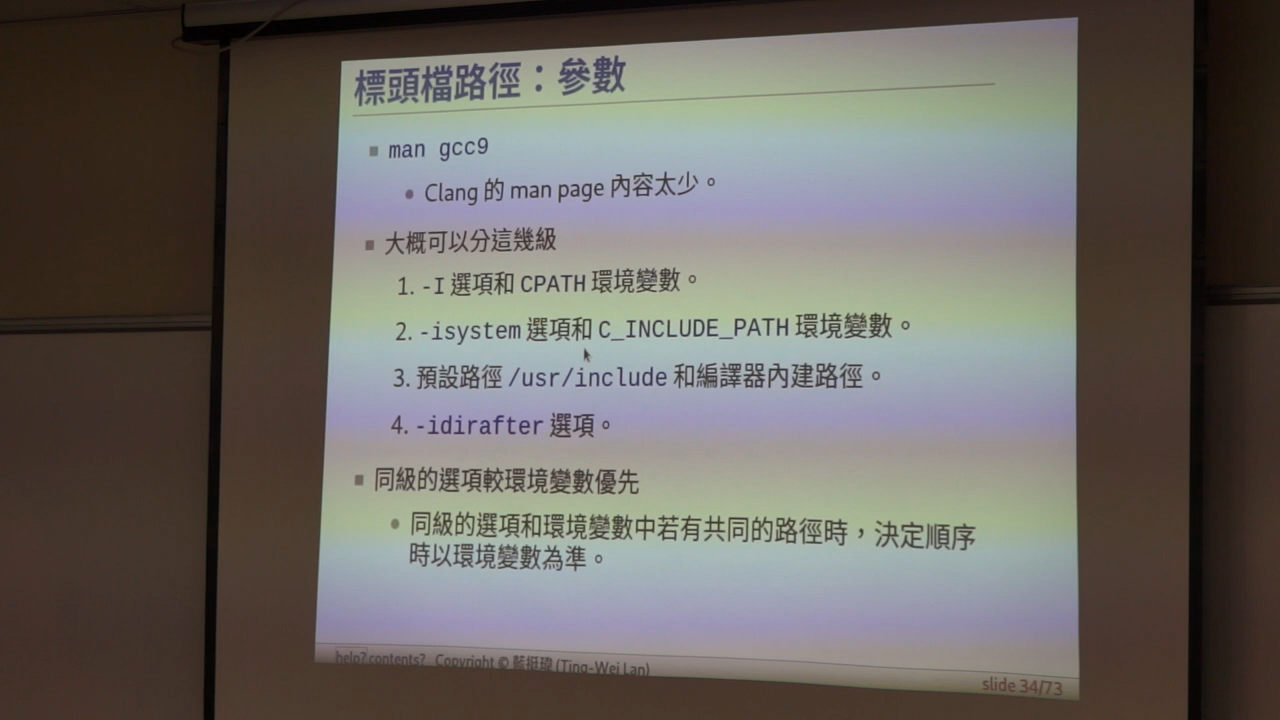 標頭檔路徑：參數
man gcc9
Clang 的 man page 內容太少。
大概可以分這幾級
1. -I 選項和 CPATH 環境變數。
2. -isystem 選項和 C_INCLUDE_PATH 環境變數。
3. 預設路徑 /usr/include 和編譯器內建路徑。
4. -idirafter 選項。
同級的選項較環境變數優先
同級的選項和環境變數中若有共同的路徑時，決定順序
時以環境變數為準。
help? contents? Copyright © 藍挺瑋 (Ting-Wei Lan)
slide 34/73